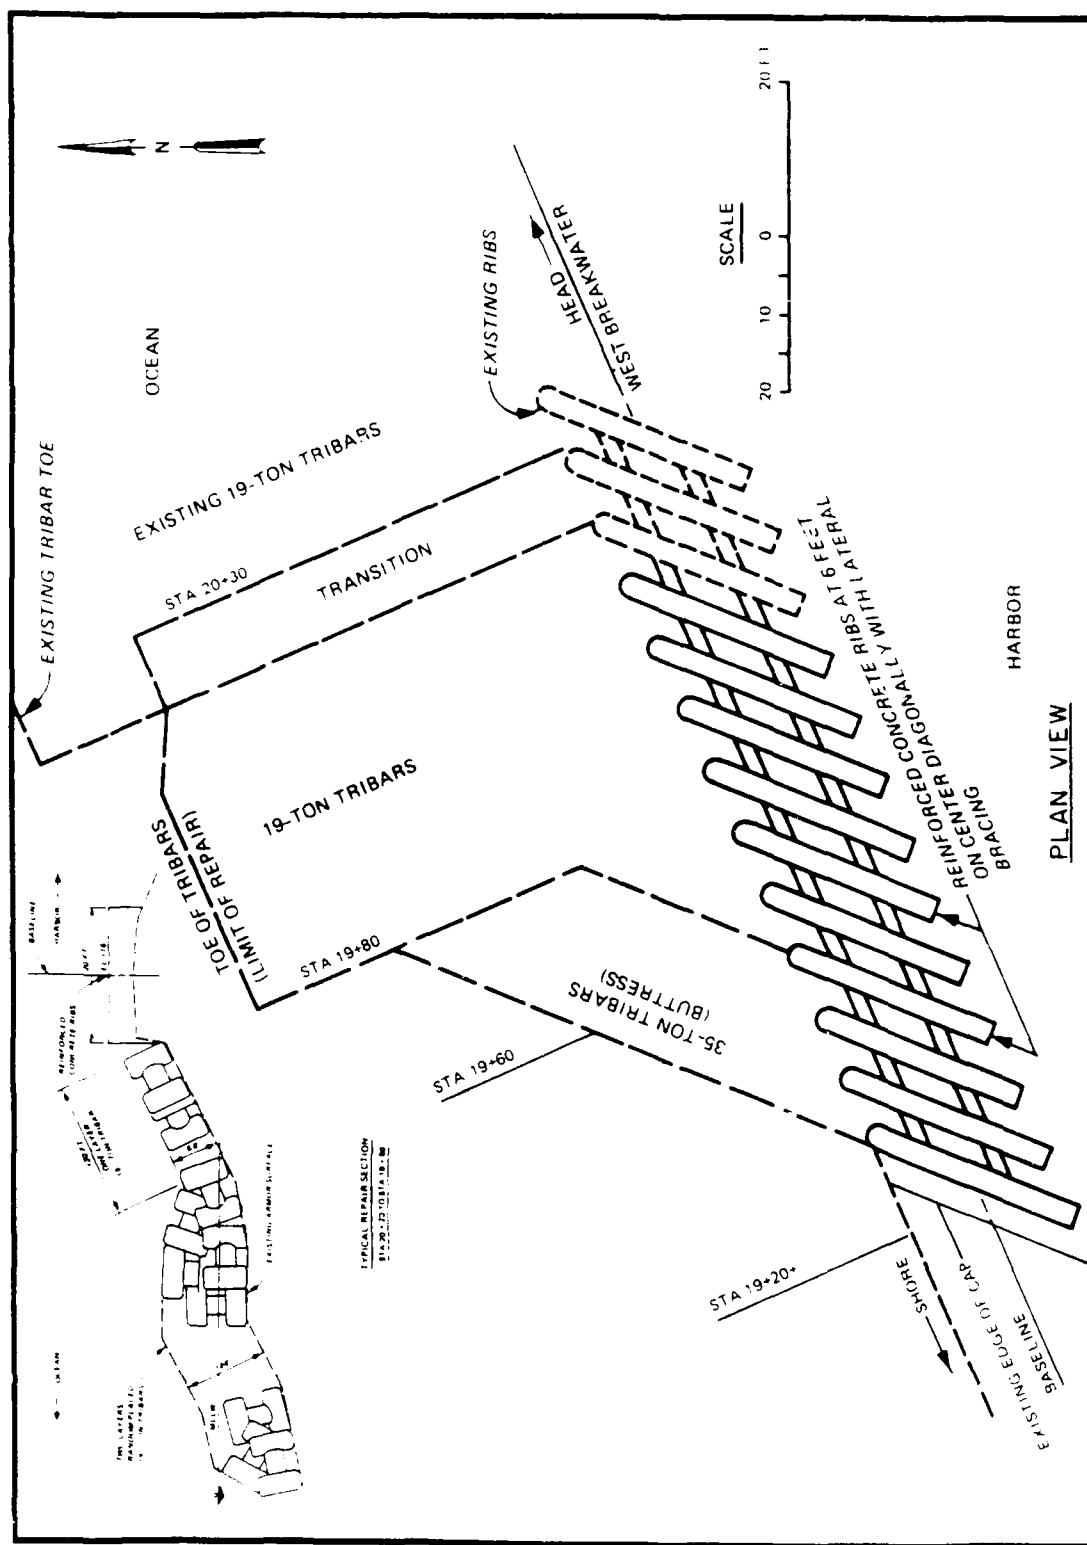 EXISTING TRIBAR TOE
OCEAN
N
EXISTING 19-TON TRIBARS
STA 20+30
TRANSITION
EXISTING RIBS
HEAD
WEST BREAKWATER
SCALE
20 10 0 20 FT
TOE OF TRIBARS
(LIMIT OF REPAIR)
19-TON TRIBARS
STA 19+80
35-TON TRIBARS
(BUTTRESS)
STA 19+60
STA 19+20+
SHORE
EXISTING EDGE OF CAP
BASELINE
REINFORCED CONCRETE RIBS AT 6 FEET
ON CENTER DIAGONALLY WITH LATERAL
BRACING
HARBOR
PLAN VIEW
OCEAN
BASELINE
HARBOR
REINFORCED
CONCRETE RIBS
TWO LAYERS
MLLW
EXISTING ARMOR SURFACE
TYPICAL REPAIR SECTION